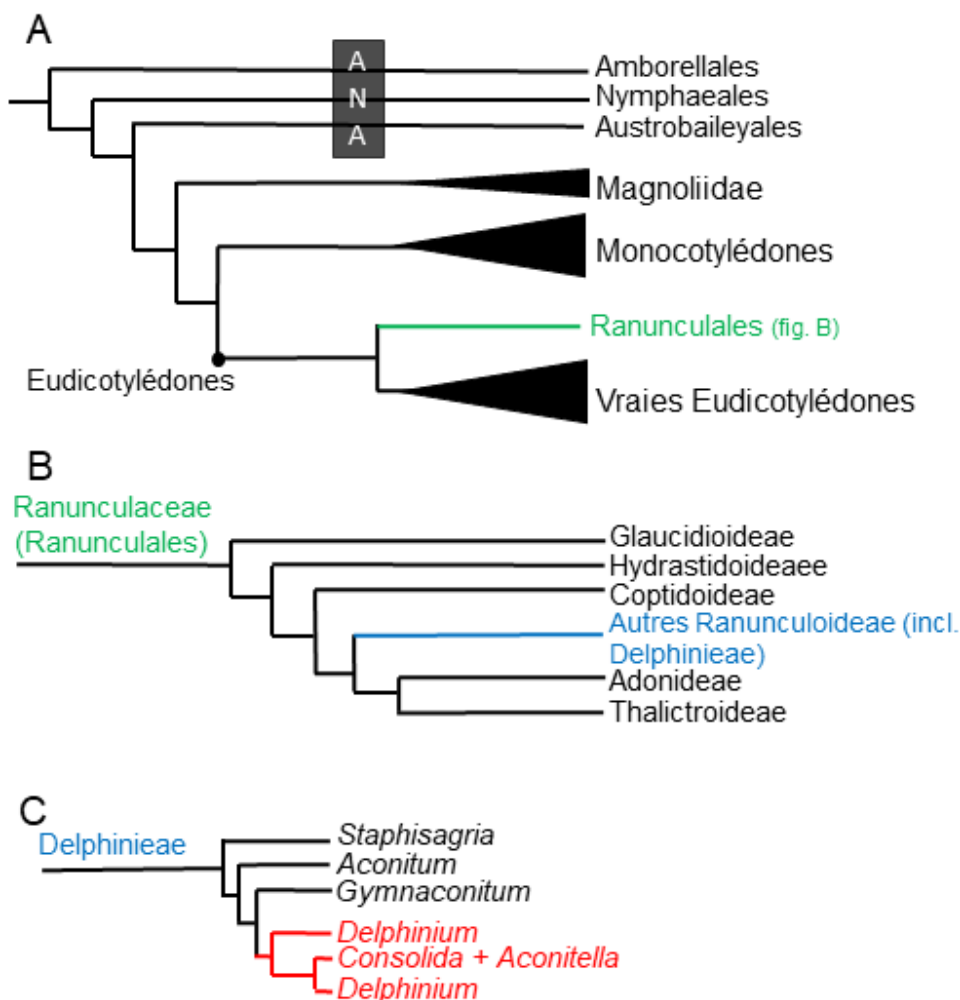 A
A
N
A
Amborellales
Nymphaeales
Austrobaileyales
Magnoliidae
Monocotylédones
Ranunculales (fig. B)
Eudicotylédones
Vraies Eudicotylédones
B
Ranunculaceae
(Ranunculales)
Glaucidioideae
Hydrastidoideaee
Coptidoideae
Autres Ranunculoideae (incl.
Delphinieae)
Adonideae
Thalictroideae
C
Delphinieae
Staphisagria
Aconitum
Gymnaconitum
Delphinium
Consolida + Aconitella
Delphinium